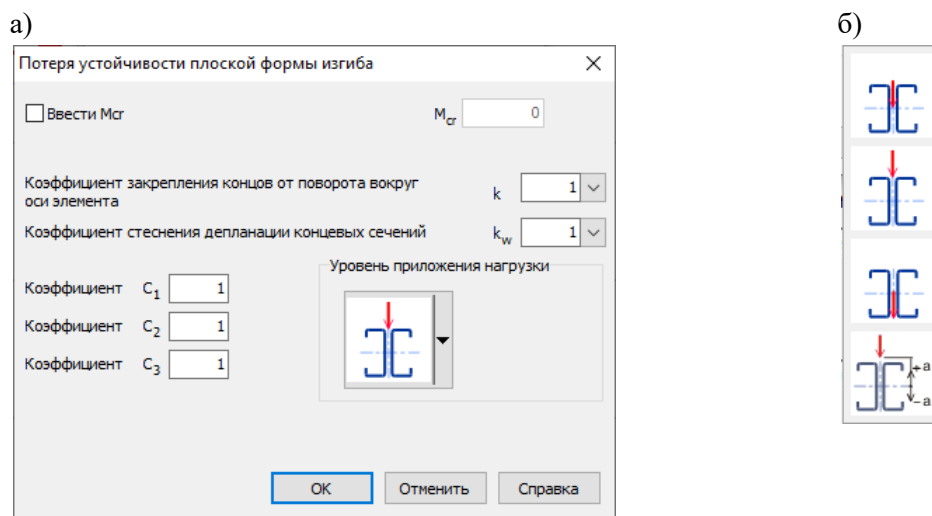 а)
б)
Потеря устойчивости плоской формы изгиба
Ввести Mcr
Mcr 0
Коэффициент закрепления концов от поворота вокруг
оси элемента
k 1
Коэффициент стеснения депланации концевых сечений
kw 1
Коэффициент C1 1
Коэффициент C2 1
Коэффициент C3 1
Уровень приложения нагрузки
+a
-a
OK
Отменить
Справка